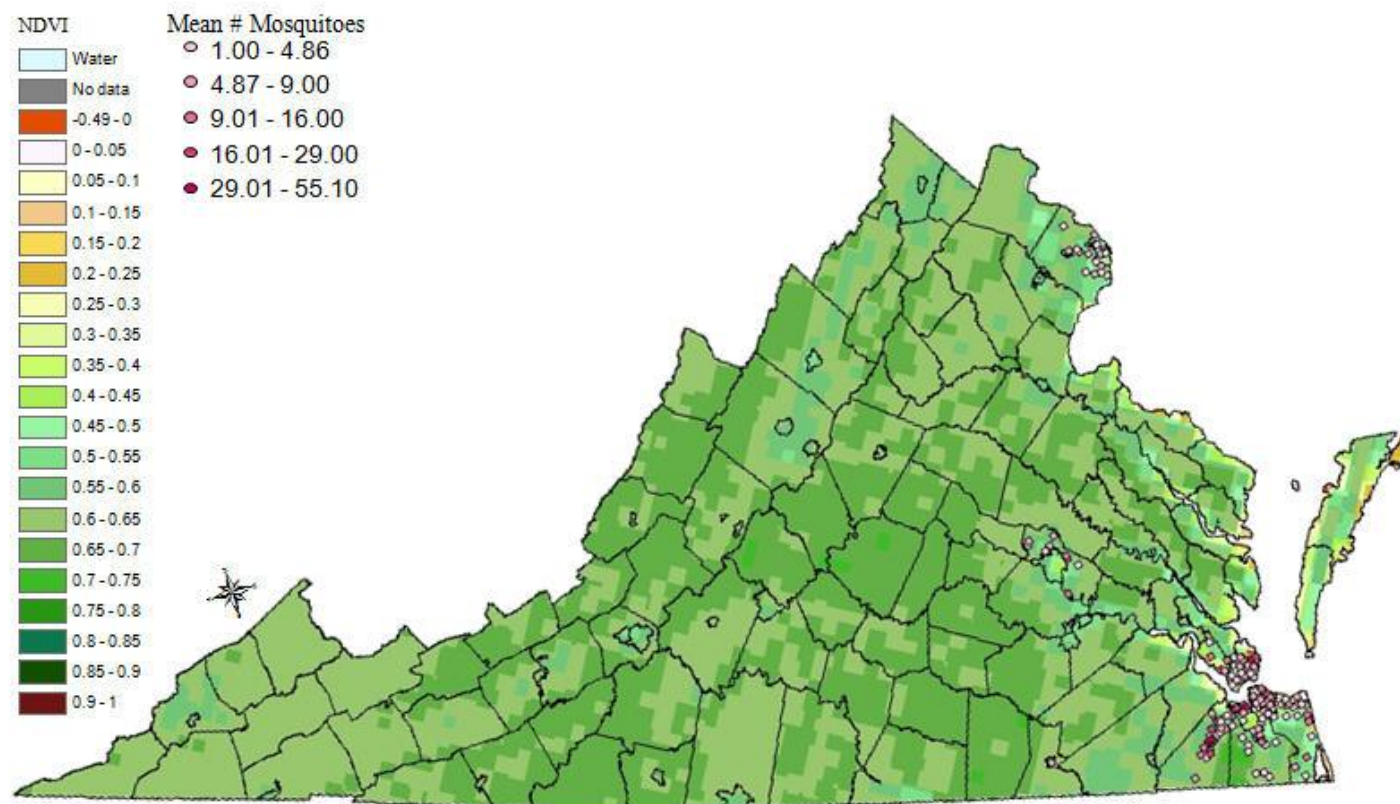 NDVI
Water
No data
-0.49 - 0
0 - 0.05
0.05 - 0.1
0.1 - 0.15
0.15 - 0.2
0.2 - 0.25
0.25 - 0.3
0.3 - 0.35
0.35 - 0.4
0.4 - 0.45
0.45 - 0.5
0.5 - 0.55
0.55 - 0.6
0.6 - 0.65
0.65 - 0.7
0.7 - 0.75
0.75 - 0.8
0.8 - 0.85
0.85 - 0.9
0.9 - 1
Mean # Mosquitoes
1.00 - 4.86
4.87 - 9.00
9.01 - 16.00
16.01 - 29.00
29.01 - 55.10